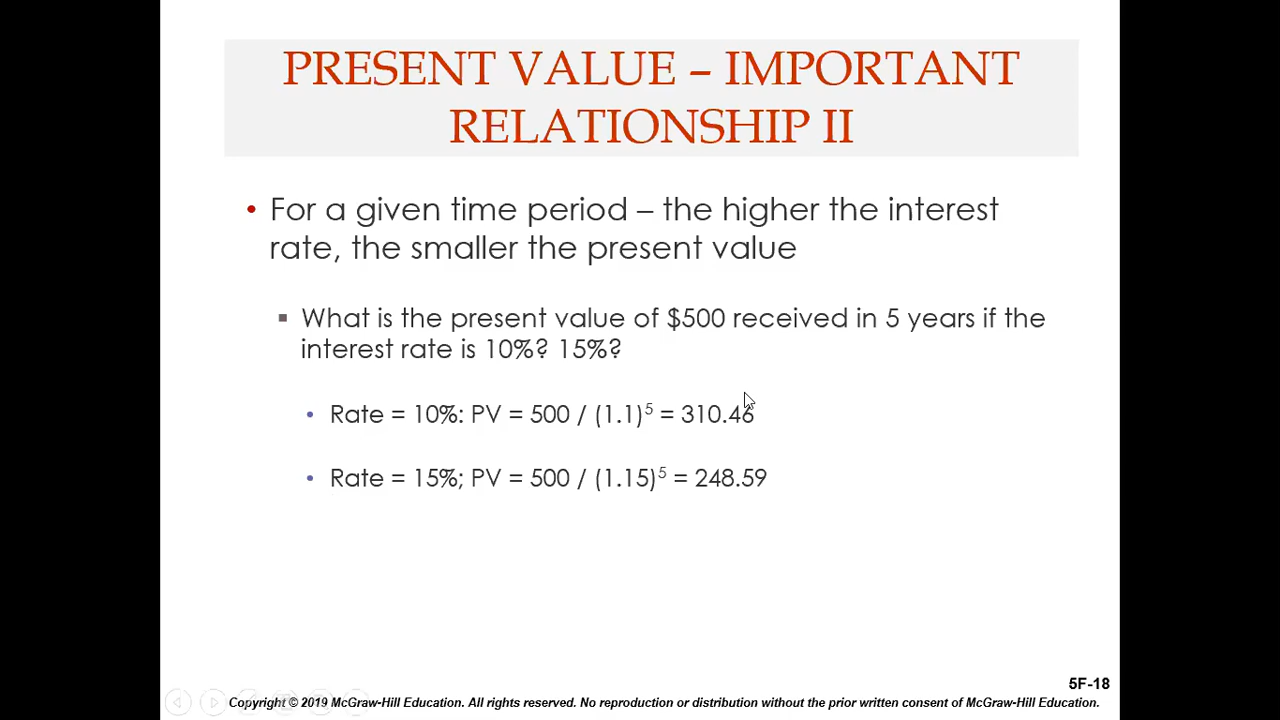 PRESENT VALUE – IMPORTANT
RELATIONSHIP II
• For a given time period – the higher the interest
rate, the smaller the present value
▪ What is the present value of $500 received in 5 years if the
interest rate is 10%? 15%?
• Rate = 10%: PV = 500 / (1.1)⁵ = 310.46
• Rate = 15%; PV = 500 / (1.15)⁵ = 248.59
5F-18
Copyright © 2019 McGraw-Hill Education. All rights reserved. No reproduction or distribution without the prior written consent of McGraw-Hill Education.